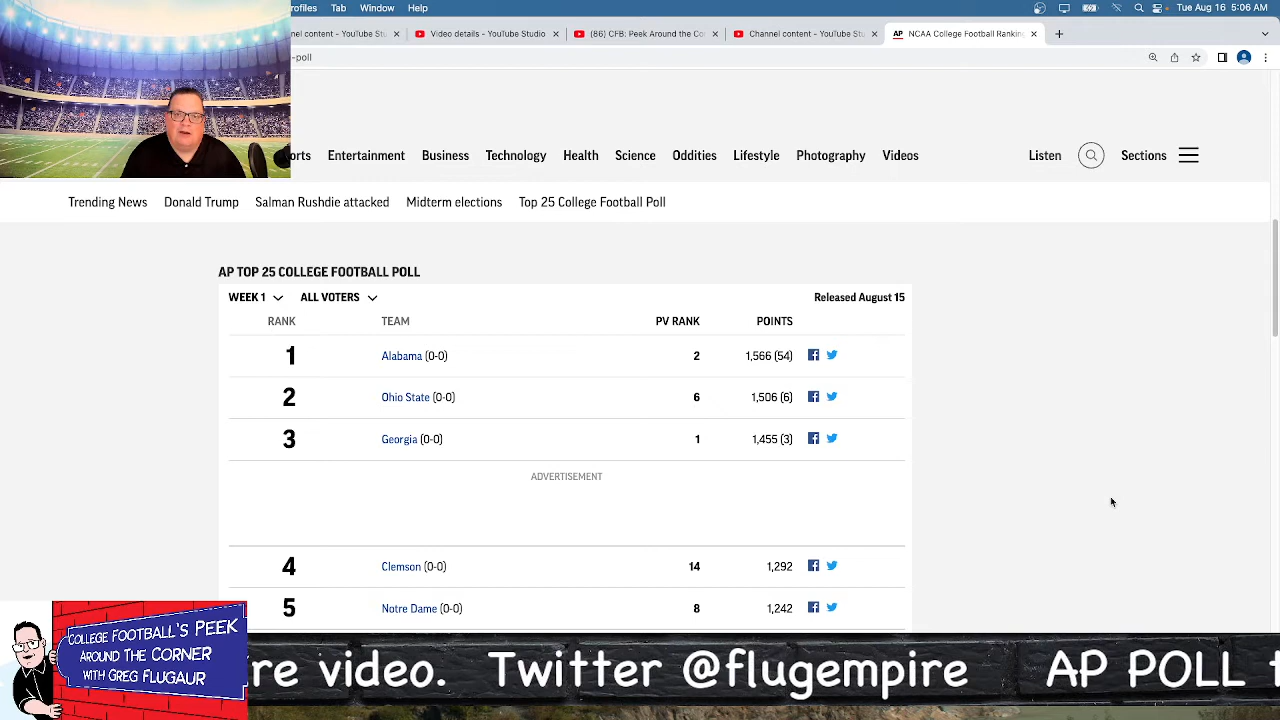 rofiles Tab Window Help Tue Aug 16 5:06 AM
nel content - YouTube Stu Video details - YouTube Studio (86) CFB: Peek Around the Co Channel content - YouTube Stu AP NCAA College Football Ranking
-poll
orts Entertainment Business Technology Health Science Oddities Lifestyle Photography Videos Listen Sections
Trending News Donald Trump Salman Rushdie attacked Midterm elections Top 25 College Football Poll
AP TOP 25 COLLEGE FOOTBALL POLL
WEEK 1 ALL VOTERS Released August 15
RANK TEAM PV RANK POINTS
1 Alabama (0-0) 2 1,566 (54)
2 Ohio State (0-0) 6 1,506 (6)
3 Georgia (0-0) 1 1,455 (3)
ADVERTISEMENT
4 Clemson (0-0) 14 1,292
5 Notre Dame (0-0) 8 1,242
COLLEGE FOOTBALL'S PEEK
AROUND THE CORNER
WITH GREG FLUGAUR
re video. Twitter @flugempire AP POLL t